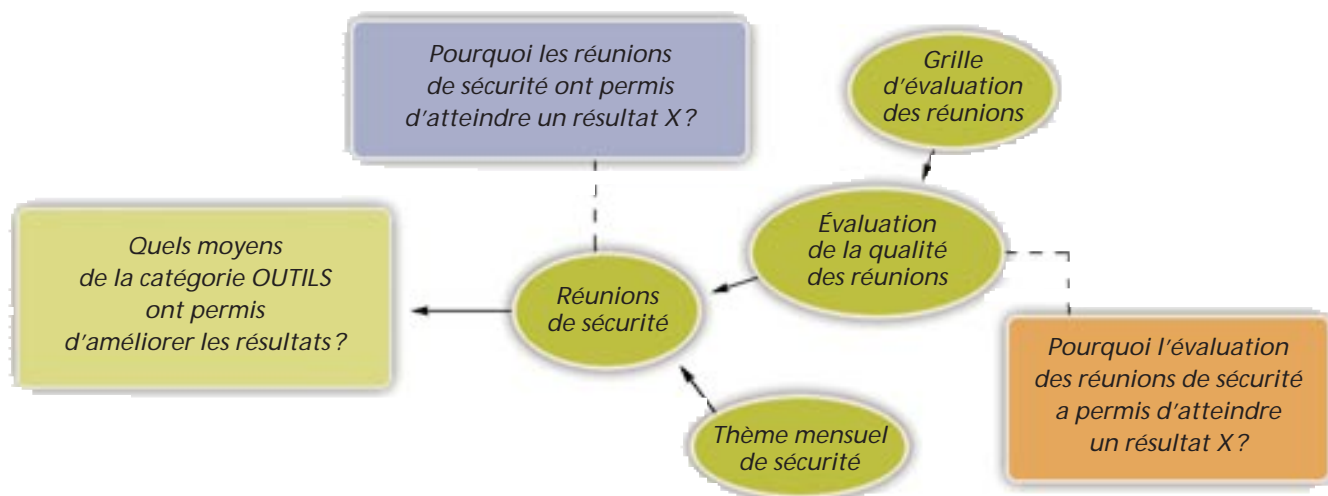 Pourquoi les réunions
de sécurité ont permis
d'atteindre un résultat X ?
Grille
d'évaluation
des réunions
Évaluation
de la qualité
des réunions
Quels moyens
de la catégorie OUTILS
ont permis
d'améliorer les résultats ?
Réunions
de sécurité
Pourquoi l'évaluation
des réunions de sécurité
a permis d'atteindre
un résultat X ?
Thème mensuel
de sécurité